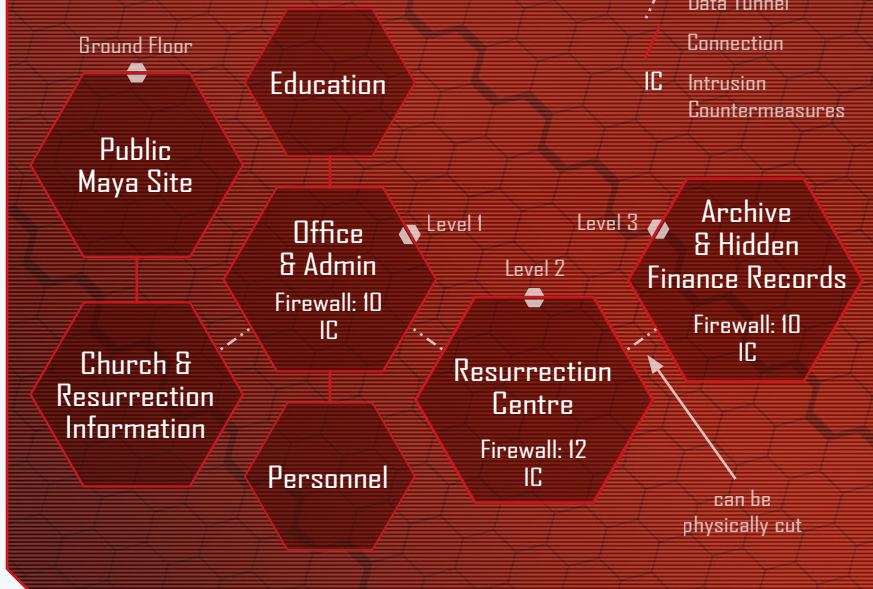 Data Tunnel
Connection
IC
Intrusion
Countermeasures
Ground Floor
Public
Maya Site
Church &
Resurrection
Information
Education
Level 1
Office
& Admin
Firewall: 10
IC
Personnel
Level 2
Resurrection
Centre
Firewall: 12
IC
Level 3
Archive
& Hidden
Finance Records
Firewall: 10
IC
can be
physically cut